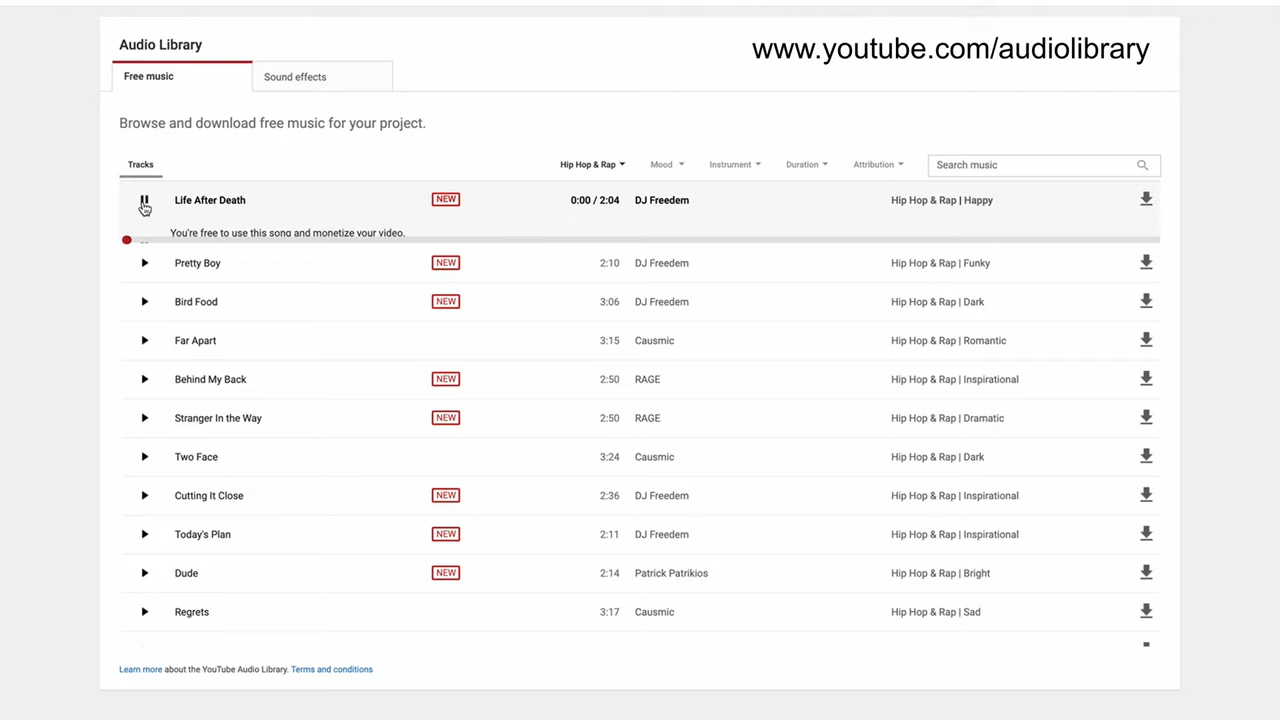 Audio Library
www.youtube.com/audiolibrary
Free music
Sound effects
Browse and download free music for your project.
Tracks Hip Hop & Rap Mood Instrument Duration Attribution Search music
Life After Death NEW 0:00 / 2:04 DJ Freedem Hip Hop & Rap | Happy
You're free to use this song and monetize your video.
Pretty Boy NEW 2:10 DJ Freedem Hip Hop & Rap | Funky
Bird Food NEW 3:06 DJ Freedem Hip Hop & Rap | Dark
Far Apart 3:15 Causmic Hip Hop & Rap | Romantic
Behind My Back NEW 2:50 RAGE Hip Hop & Rap | Inspirational
Stranger In the Way NEW 2:50 RAGE Hip Hop & Rap | Dramatic
Two Face 3:24 Causmic Hip Hop & Rap | Dark
Cutting It Close NEW 2:36 DJ Freedem Hip Hop & Rap | Inspirational
Today's Plan NEW 2:11 DJ Freedem Hip Hop & Rap | Inspirational
Dude NEW 2:14 Patrick Patrikios Hip Hop & Rap | Bright
Regrets 3:17 Causmic Hip Hop & Rap | Sad
Learn more about the YouTube Audio Library. Terms and conditions